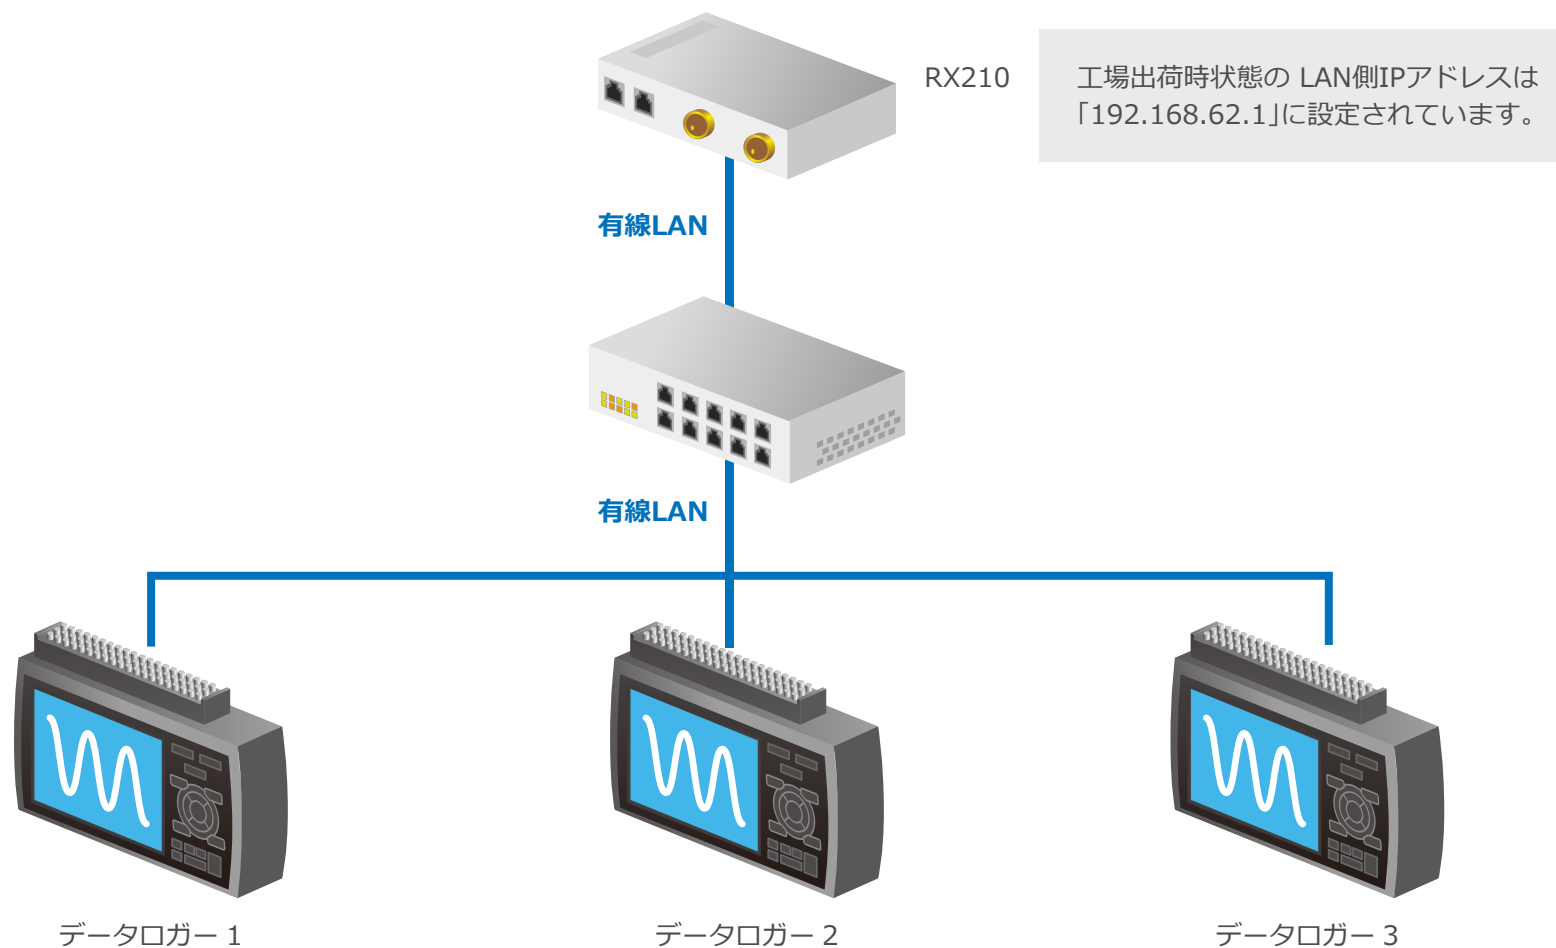 RX210
工場出荷時状態の LAN側IPアドレスは
「192.168.62.1」に設定されています。
有線LAN
有線LAN
データロガー 1
データロガー 2
データロガー 3